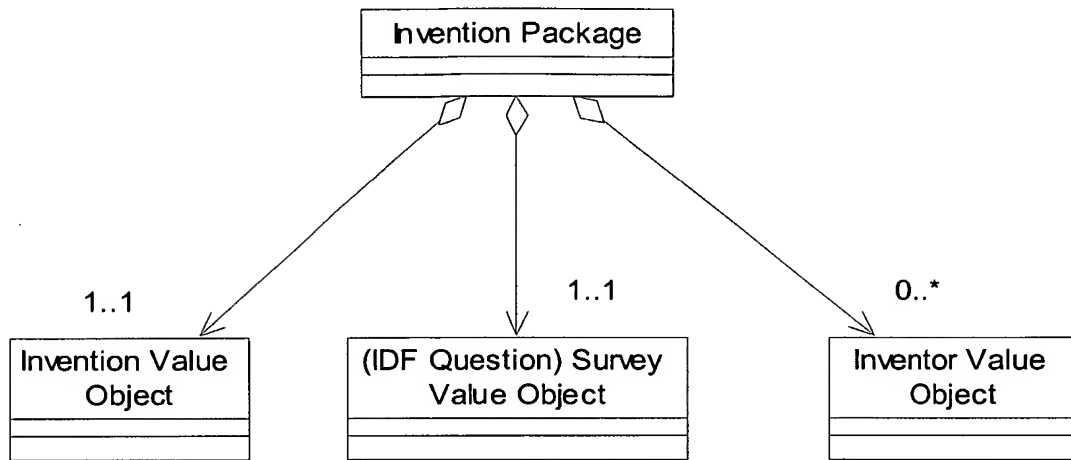 Invention Package
1..1
1..1
0..*
Invention Value
Object
(IDF Question) Survey
Value Object
Inventor Value
Object